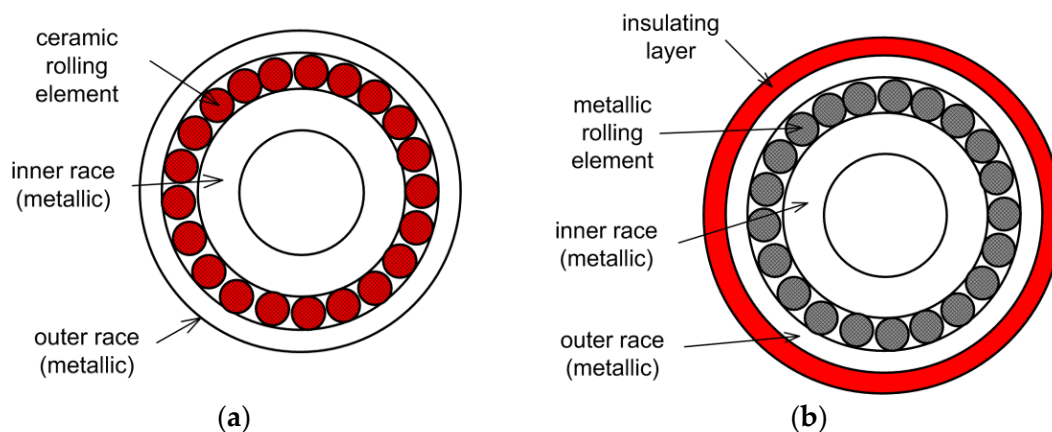 ceramic
rolling
element
inner race
(metallic)
outer race
(metallic)
(a)
insulating
layer
metallic
rolling
element
inner race
(metallic)
outer race
(metallic)
(b)